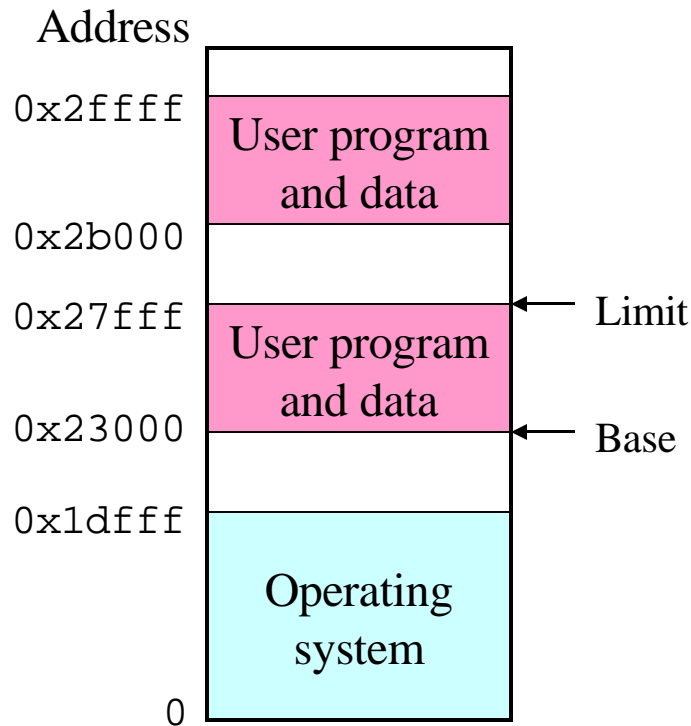 Address
0x2ffff
User program
and data
0x2b000
0x27fff
Limit
User program
and data
0x23000
Base
0x1dfff
Operating
system
0